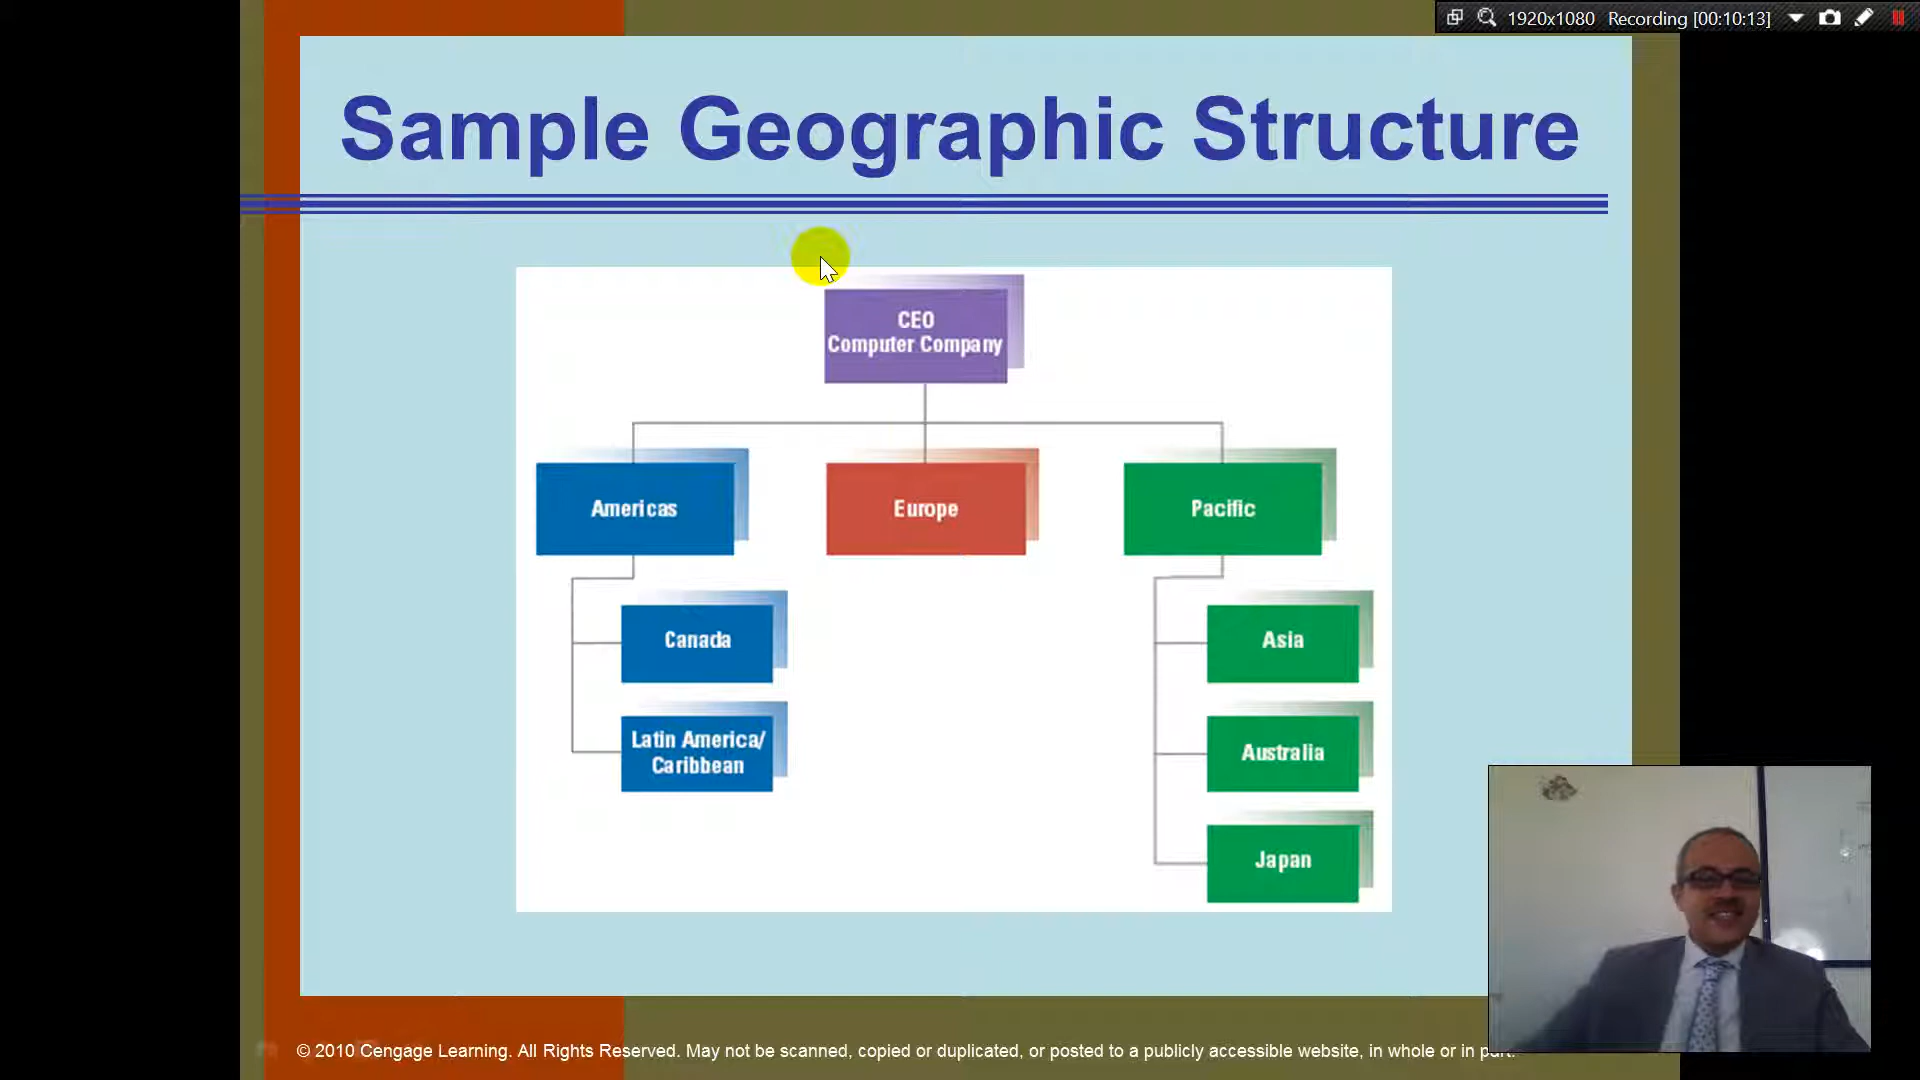 1920x1080 Recording [00:10:13]
Sample Geographic Structure
CEO
Computer Company
Americas
Europe
Pacific
Canada
Asia
Latin America/
Caribbean
Australia
Japan
© 2010 Cengage Learning. All Rights Reserved. May not be scanned, copied or duplicated, or posted to a publicly accessible website, in whole or in part.